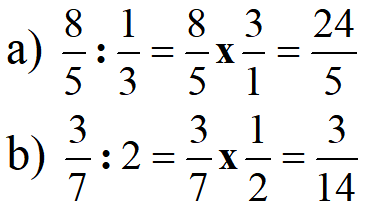 a) 8/5 : 1/3 = 8/5 x 3/1 = 24/5
b) 3/7 : 2 = 3/7 x 1/2 = 3/14